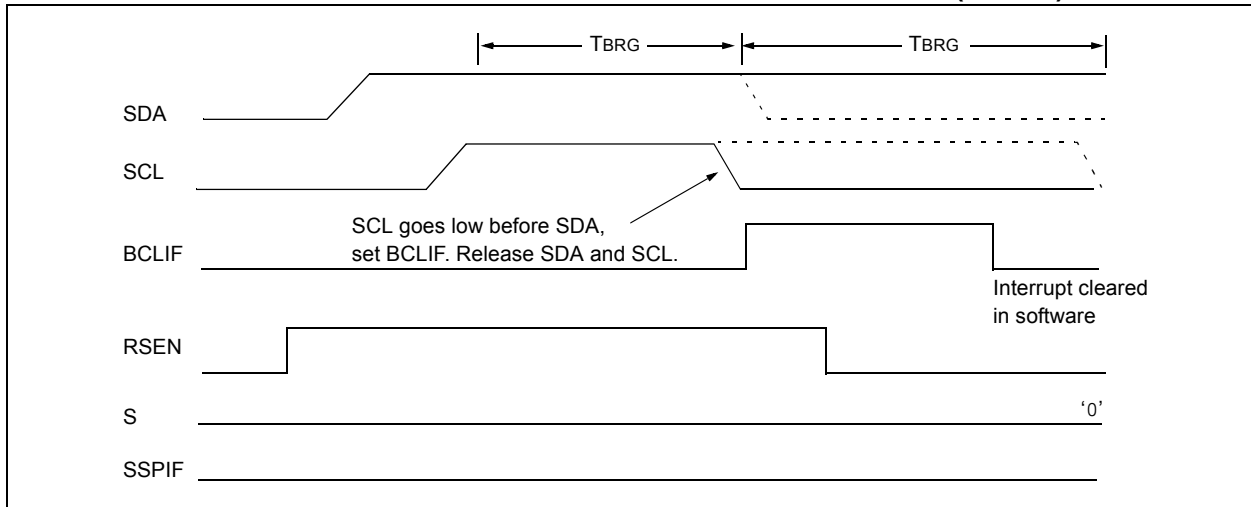 TBRG TBRG
SDA
SCL
SCL goes low before SDA,
set BCLIF. Release SDA and SCL.
BCLIF
Interrupt cleared
in software
RSEN
S ‘0’
SSPIF